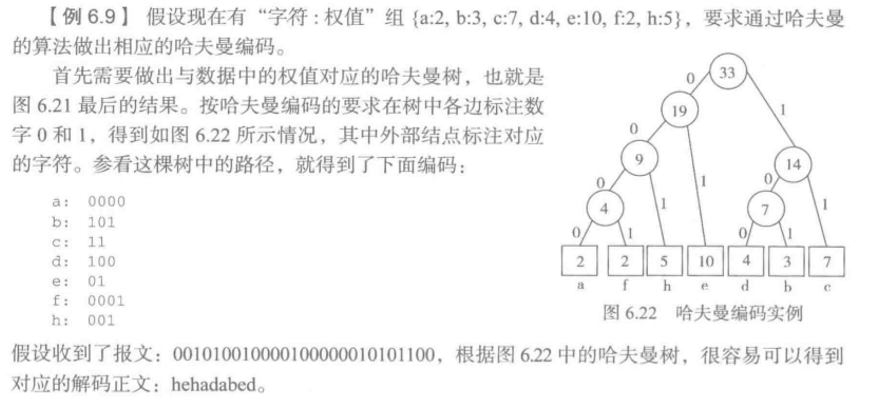 【例 6.9】 假设现在有“字符 : 权值”组 {a:2, b:3, c:7, d:4, e:10, f:2, h:5}，要求通过哈夫曼
的算法做出相应的哈夫曼编码。
首先需要做出与数据中的权值对应的哈夫曼树，也就是
图 6.21 最后的结果。按哈夫曼编码的要求在树中各边标注数
字 0 和 1，得到如图 6.22 所示情况，其中外部结点标注对应
的字符。参看这棵树中的路径，就得到了下面编码：
a: 0000
b: 101
c: 11
d: 100
e: 01
f: 0001
h: 001
33
0
1
19
0
1
14
9
0
1
0
1
4
7
0
1
0
1
2 2 5 10 4 3 7
a f h e d b c
图 6.22 哈夫曼编码实例
假设收到了报文：0010100100001000000010101100，根据图 6.22 中的哈夫曼树，很容易可以得到
对应的解码正文：hehadabed。